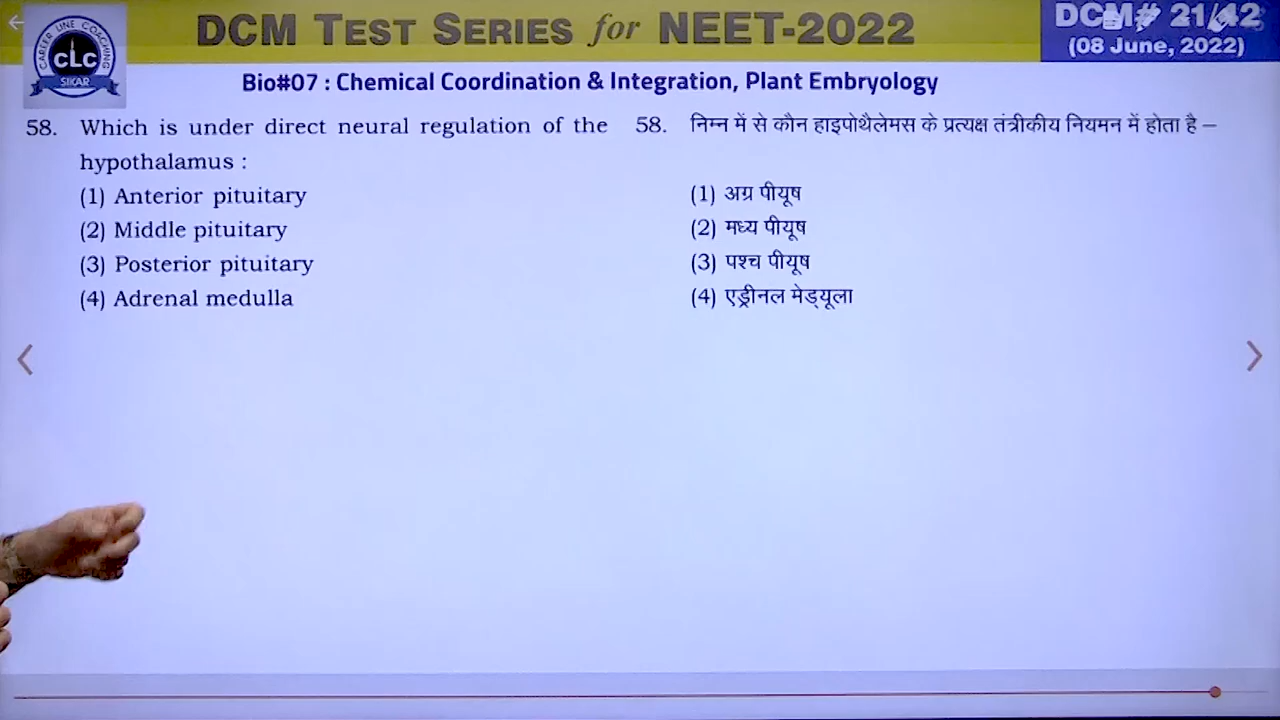 DCM TEST SERIES for NEET-2022
DCM# 21/42
(08 June, 2022)
CAREER LINE COACHING
CLC
SIKAR
Bio#07 : Chemical Coordination & Integration, Plant Embryology
58. Which is under direct neural regulation of the
hypothalamus :
(1) Anterior pituitary
(2) Middle pituitary
(3) Posterior pituitary
(4) Adrenal medulla
58. निम्न में से कौन हाइपोथैलेमस के प्रत्यक्ष तंत्रीकीय नियमन में होता है –
(1) अग्र पीयूष
(2) मध्य पीयूष
(3) पश्च पीयूष
(4) एड्रीनल मेड्यूला